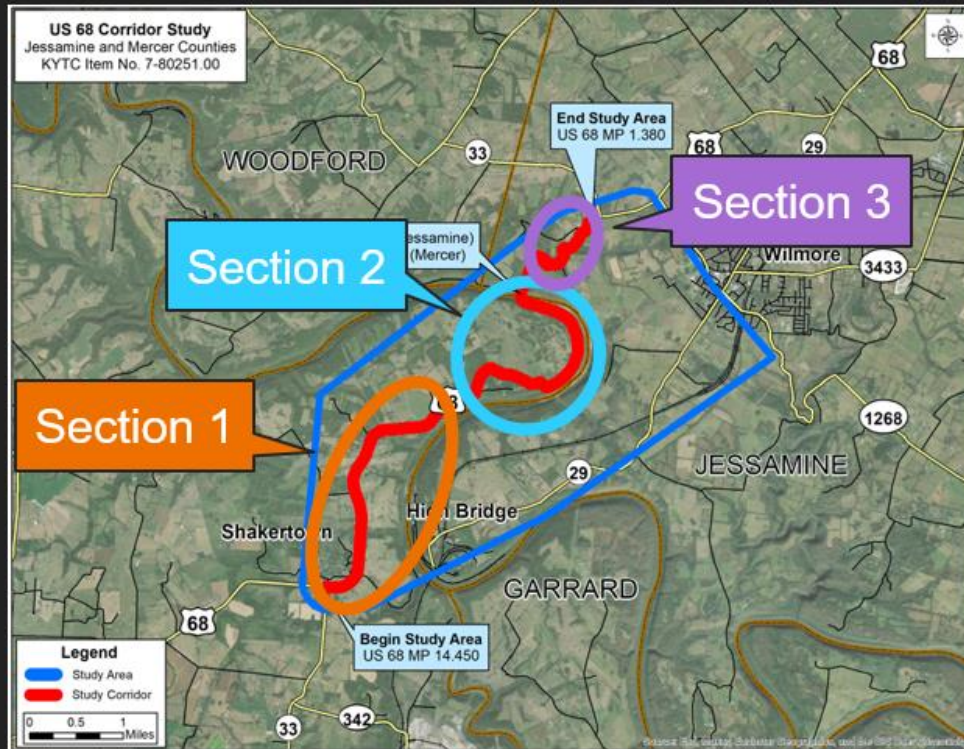 US 68 Corridor Study
Jessamine and Mercer Counties
KYTC Item No. 7-80251.00
68
End Study Area
US 68 MP 1.380
WOODFORD
33
68
29
Section 3
Section 2
essamine)
(Mercer)
Wilmore
3433
Section 1
1268
JESSAMINE
29
High Bridge
Shakertown
GARRARD
68
Begin Study Area
US 68 MP 14.450
Legend
Study Area
Study Corridor
0 0.5 1
Miles
33
342